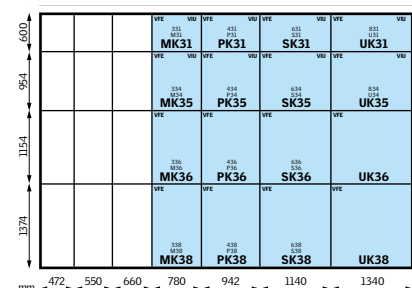 VFE VIU VFE VIU VFE VIU VFE VIU
600
331 431 631 831
M31 P31 S31 U31
MK31 PK31 SK31 UK31
VFE VIU VFE VIU VFE VIU VFE VIU
954
334 434 634 834
M34 P34 S34 U34
MK35 PK35 SK35 UK35
VFE VFE VFE VFE
1154
336 436 636
M36 P36 S36
MK36 PK36 SK36 UK36
VFE VFE VFE VFE
1374
338 438 638
M38 P38 S38
MK38 PK38 SK38 UK38
mm 472 550 660 780 942 1140 1340